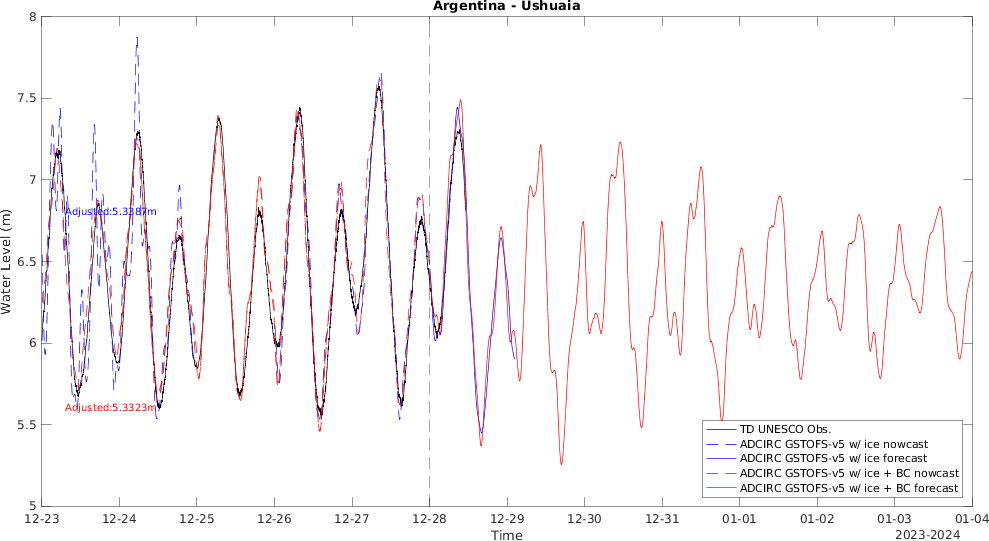 Argentina - Ushuaia
8
7.5
7
6.5
6
5.5
5
Water Level (m)
Adjusted:5.3387m
Adjusted:5.3323m
TD UNESCO Obs.
ADCIRC GSTOFS-v5 w/ ice nowcast
ADCIRC GSTOFS-v5 w/ ice forecast
ADCIRC GSTOFS-v5 w/ ice + BC nowcast
ADCIRC GSTOFS-v5 w/ ice + BC forecast
12-23 12-24 12-25 12-26 12-27 12-28 12-29 12-30 12-31 01-01 01-02 01-03 01-04
Time
2023-2024